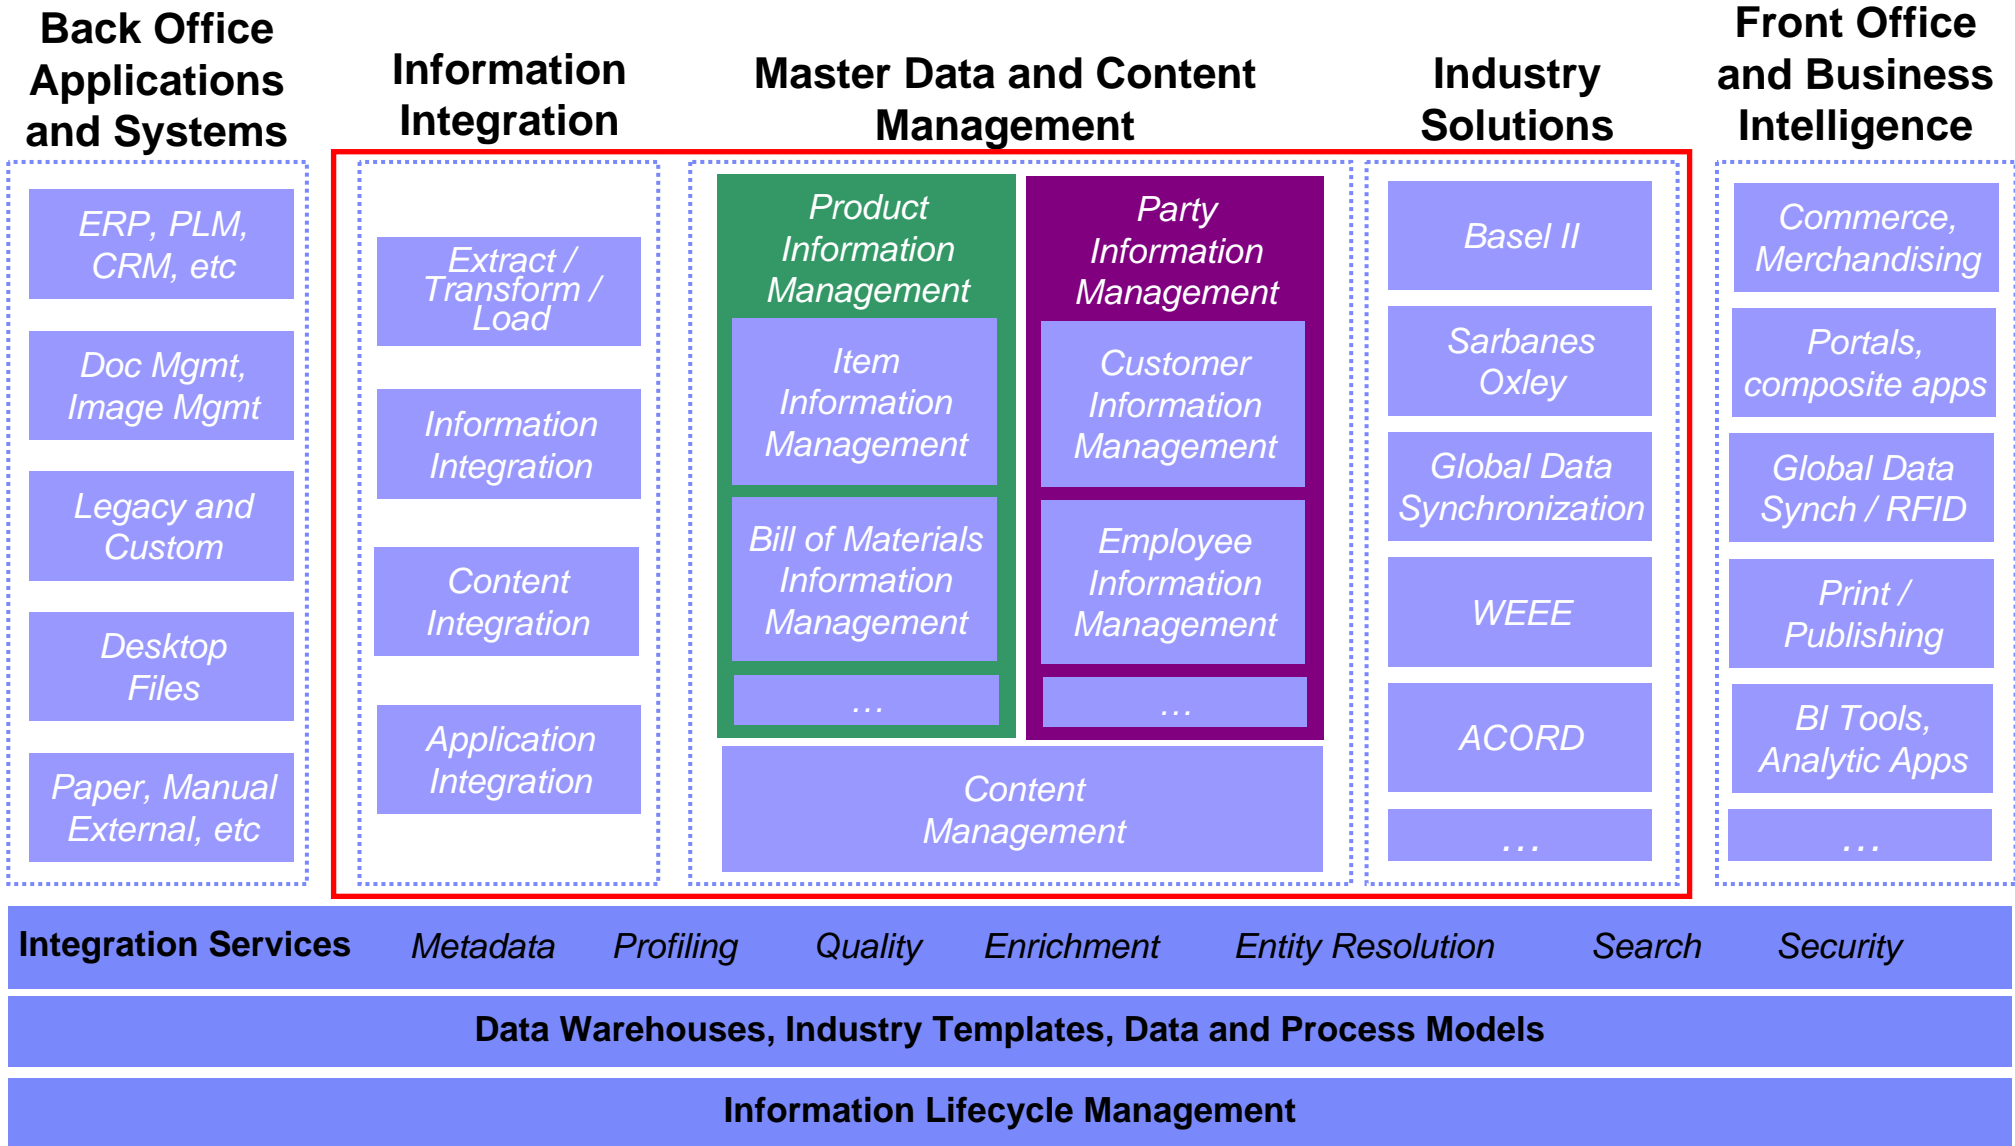 Back Office
Applications
and Systems
Information
Integration
Master Data and Content
Management
Industry
Solutions
Front Office
and Business
Intelligence
ERP, PLM,
CRM, etc
Doc Mgmt,
Image Mgmt
Legacy and
Custom
Desktop
Files
Paper, Manual
External, etc
Extract /
Transform /
Load
Information
Integration
Content
Integration
Application
Integration
Product
Information
Management
Item
Information
Management
Bill of Materials
Information
Management
…
Party
Information
Management
Customer
Information
Management
Employee
Information
Management
…
Content
Management
Basel II
Sarbanes
Oxley
Global Data
Synchronization
WEEE
ACORD
…
Commerce,
Merchandising
Portals,
composite apps
Global Data
Synch / RFID
Print /
Publishing
BI Tools,
Analytic Apps
…
Integration Services Metadata Profiling Quality Enrichment Entity Resolution Search Security
Data Warehouses, Industry Templates, Data and Process Models
Information Lifecycle Management